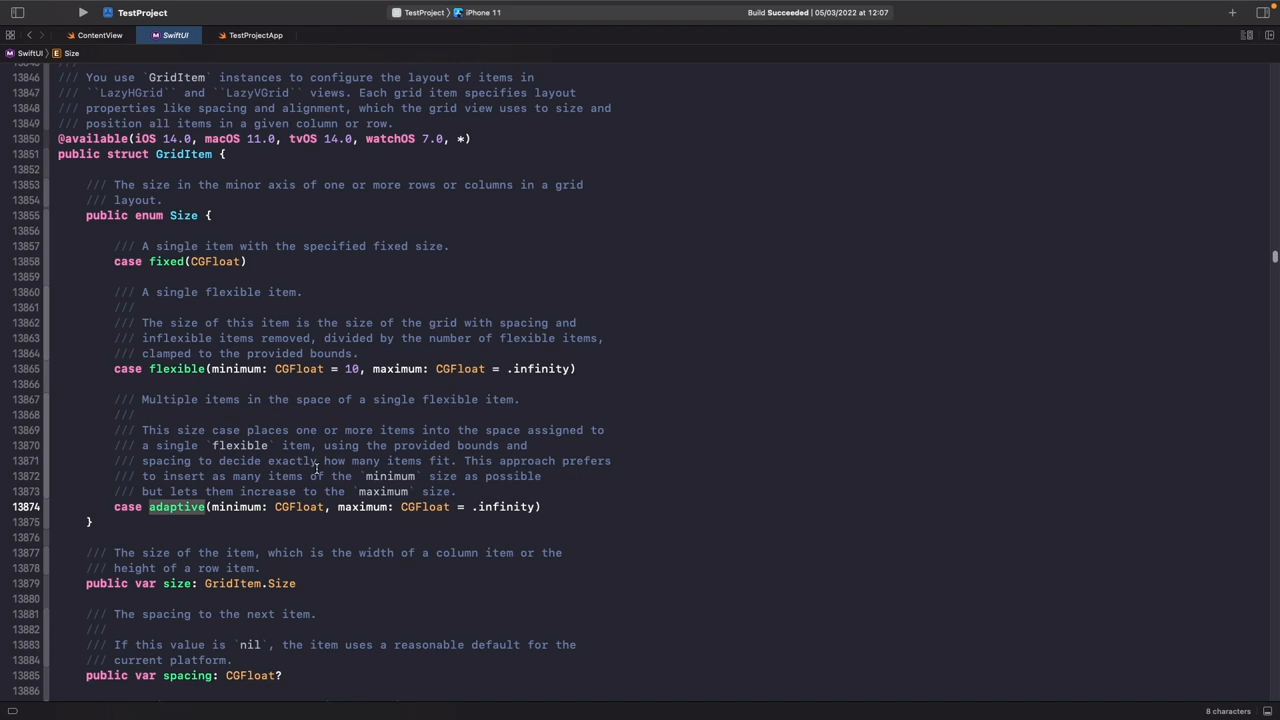 TestProject
TestProject 〉 iPhone 11
Build Succeeded | 05/03/2022 at 12:07
ContentView
SwiftUI
TestProjectApp
SwiftUI 〉 E Size
13846 /// You use `GridItem` instances to configure the layout of items in
13847 /// ``LazyHGrid`` and ``LazyVGrid`` views. Each grid item specifies layout
13848 /// properties like spacing and alignment, which the grid view uses to size and
13849 /// position all items in a given column or row.
13850 @available(iOS 14.0, macOS 11.0, tvOS 14.0, watchOS 7.0, *)
13851 public struct GridItem {
13852
13853 /// The size in the minor axis of one or more rows or columns in a grid
13854 /// layout.
13855 public enum Size {
13856
13857 /// A single item with the specified fixed size.
13858 case fixed(CGFloat)
13859
13860 /// A single flexible item.
13861 ///
13862 /// The size of this item is the size of the grid with spacing and
13863 /// inflexible items removed, divided by the number of flexible items,
13864 /// clamped to the provided bounds.
13865 case flexible(minimum: CGFloat = 10, maximum: CGFloat = .infinity)
13866
13867 /// Multiple items in the space of a single flexible item.
13868 ///
13869 /// This size case places one or more items into the space assigned to
13870 /// a single `flexible` item, using the provided bounds and
13871 /// spacing to decide exactly how many items fit. This approach prefers
13872 /// to insert as many items of the `minimum` size as possible
13873 /// but lets them increase to the `maximum` size.
13874 case adaptive(minimum: CGFloat, maximum: CGFloat = .infinity)
13875 }
13876
13877 /// The size of the item, which is the width of a column item or the
13878 /// height of a row item.
13879 public var size: GridItem.Size
13880
13881 /// The spacing to the next item.
13882 ///
13883 /// If this value is `nil`, the item uses a reasonable default for the
13884 /// current platform.
13885 public var spacing: CGFloat?
13886
8 characters